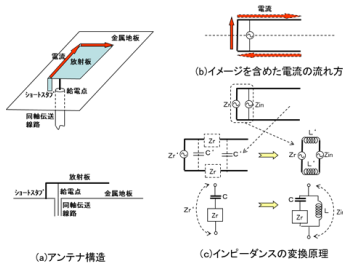 金属地板
電流
放射板
ショートスタブ
給電点
同軸伝送
線路
放射板
ショートスタブ
給電点
金属地板
同軸伝送
線路
(a)アンテナ構造
電流
(b)イメージを含めた電流の流れ方
Zi
Zin
Zr
Zr'
C'
C'
Zr
L'
Zr
Zin
L'
Zr'
C
Zr
C
Zr
L
Zin
(c)インピーダンスの変換原理